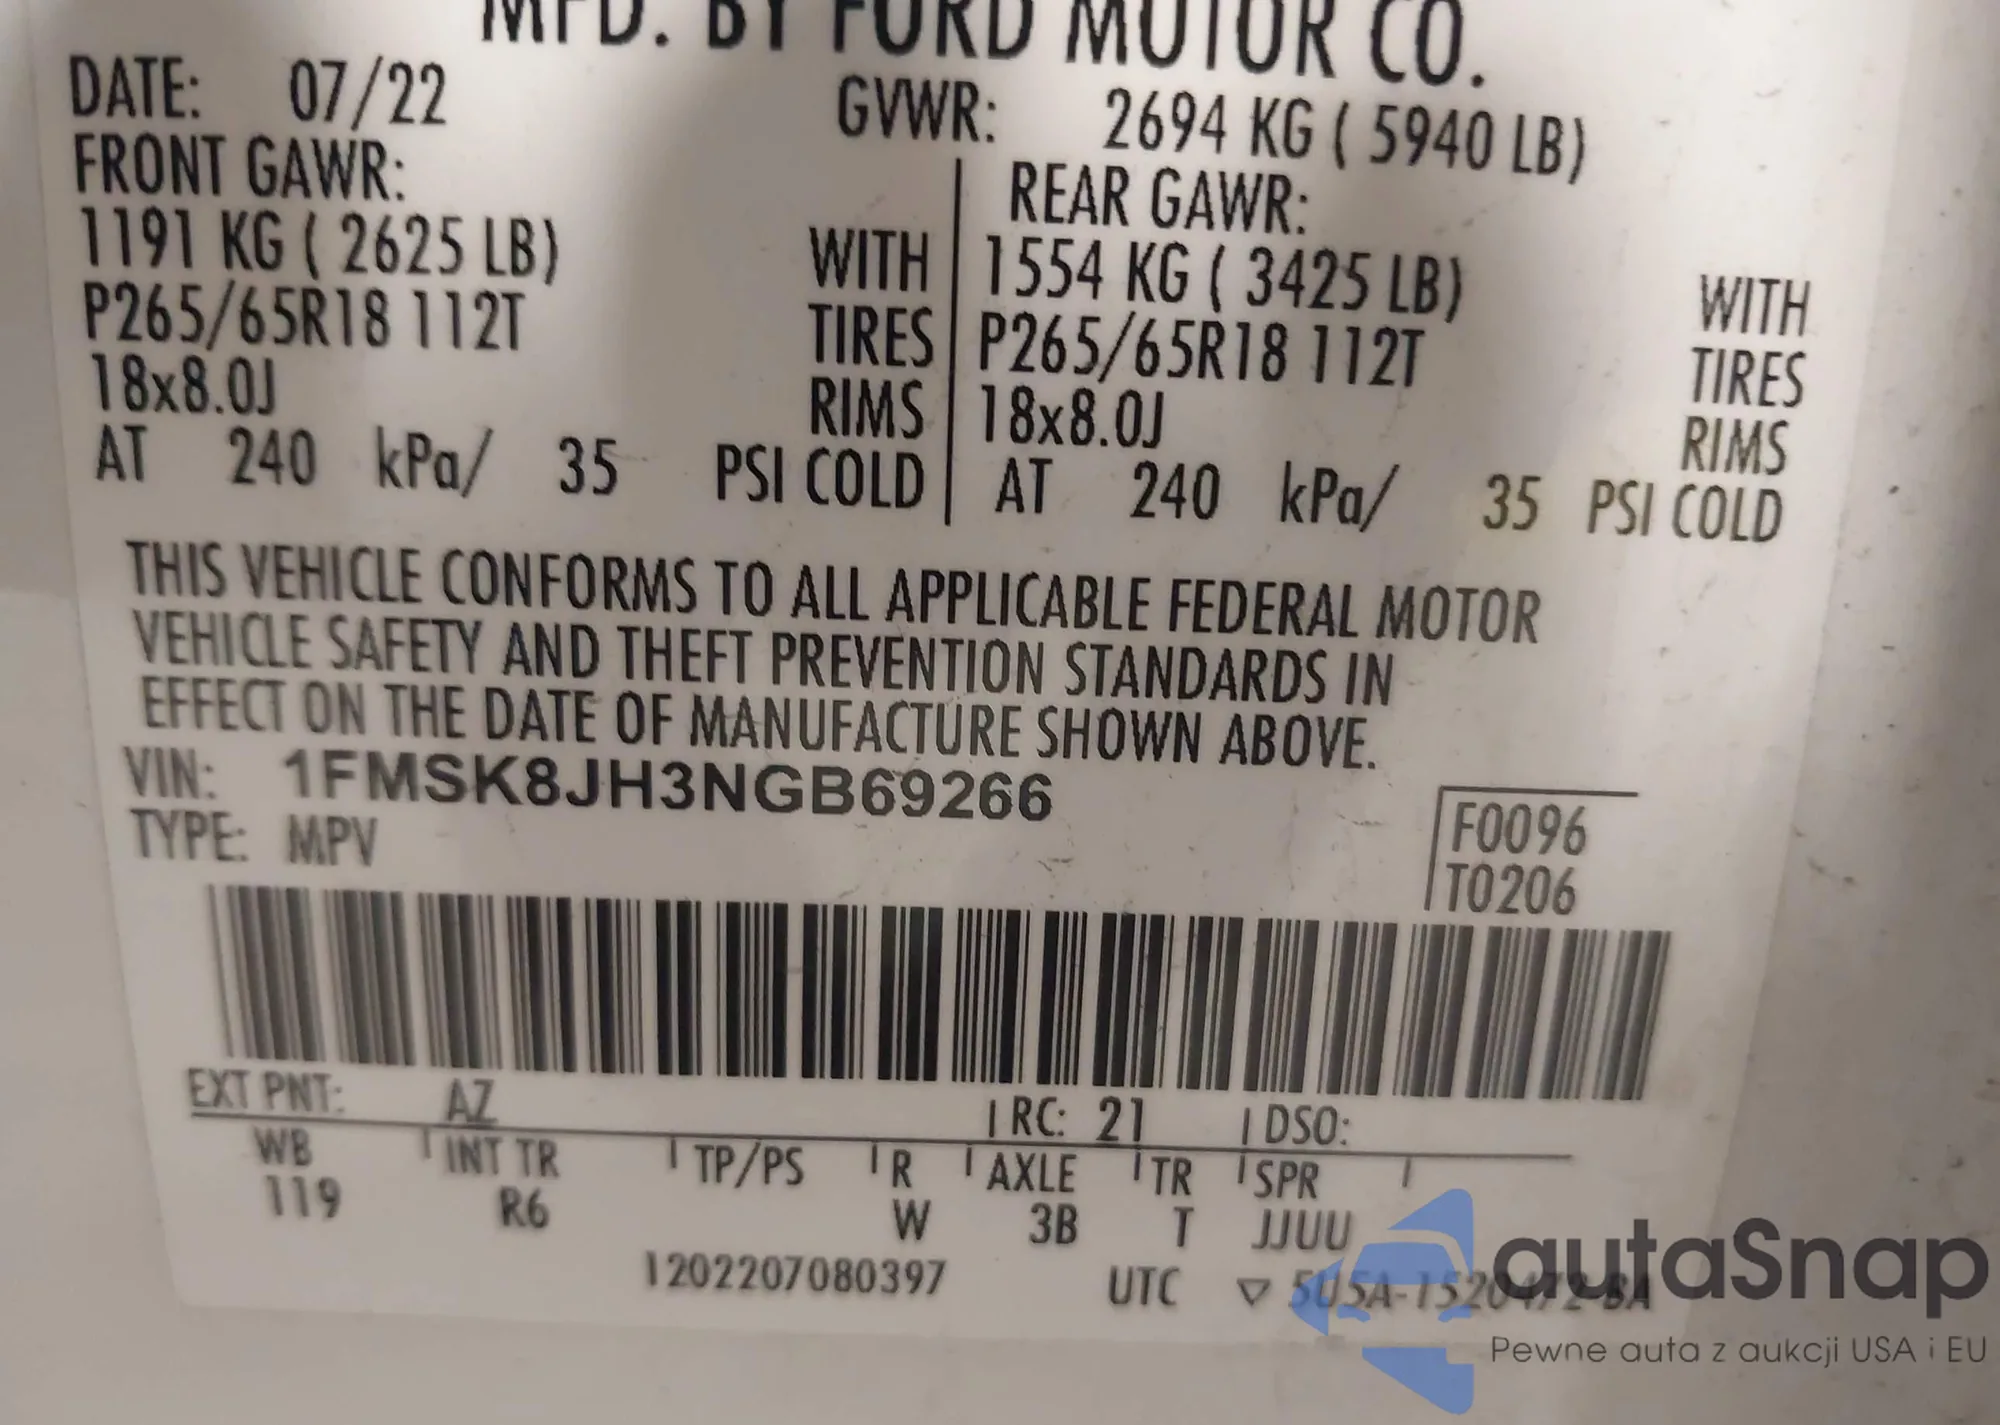 MFD. BY FORD MOTOR CO.
DATE: 07/22 GVWR: 2694 KG ( 5940 LB)
FRONT GAWR: REAR GAWR:
1191 KG ( 2625 LB) WITH 1554 KG ( 3425 LB) WITH
P265/65R18 112T TIRES P265/65R18 112T TIRES
18x8.0J RIMS 18x8.0J RIMS
AT 240 kPa/ 35 PSI COLD AT 240 kPa/ 35 PSI COLD
THIS VEHICLE CONFORMS TO ALL APPLICABLE FEDERAL MOTOR
VEHICLE SAFETY AND THEFT PREVENTION STANDARDS IN
EFFECT ON THE DATE OF MANUFACTURE SHOWN ABOVE.
VIN: 1FMSK8JH3NGB69266
TYPE: MPV
F0096
T0206
EXT PNT: AZ RC: 21 DSO:
WB INT TR TP/PS R AXLE TR SPR
119 R6 W 3B T JJUU
1202207080397 UTC ▽ 5U5A-1520472-BA
autaSnap
Pewne auta z aukcji USA i EU